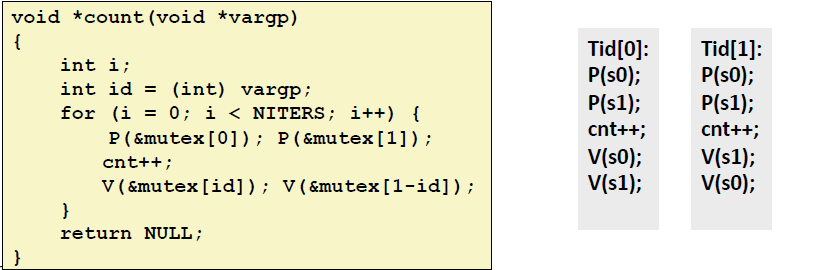 void *count(void *vargp)
{
    int i;
    int id = (int) vargp;
    for (i = 0; i < NITERS; i++) {
        P(&mutex[0]); P(&mutex[1]);
        cnt++;
        V(&mutex[id]); V(&mutex[1-id]);
    }
    return NULL;
}
Tid[0]:
P(s0);
P(s1);
cnt++;
V(s0);
V(s1);
Tid[1]:
P(s0);
P(s1);
cnt++;
V(s1);
V(s0);